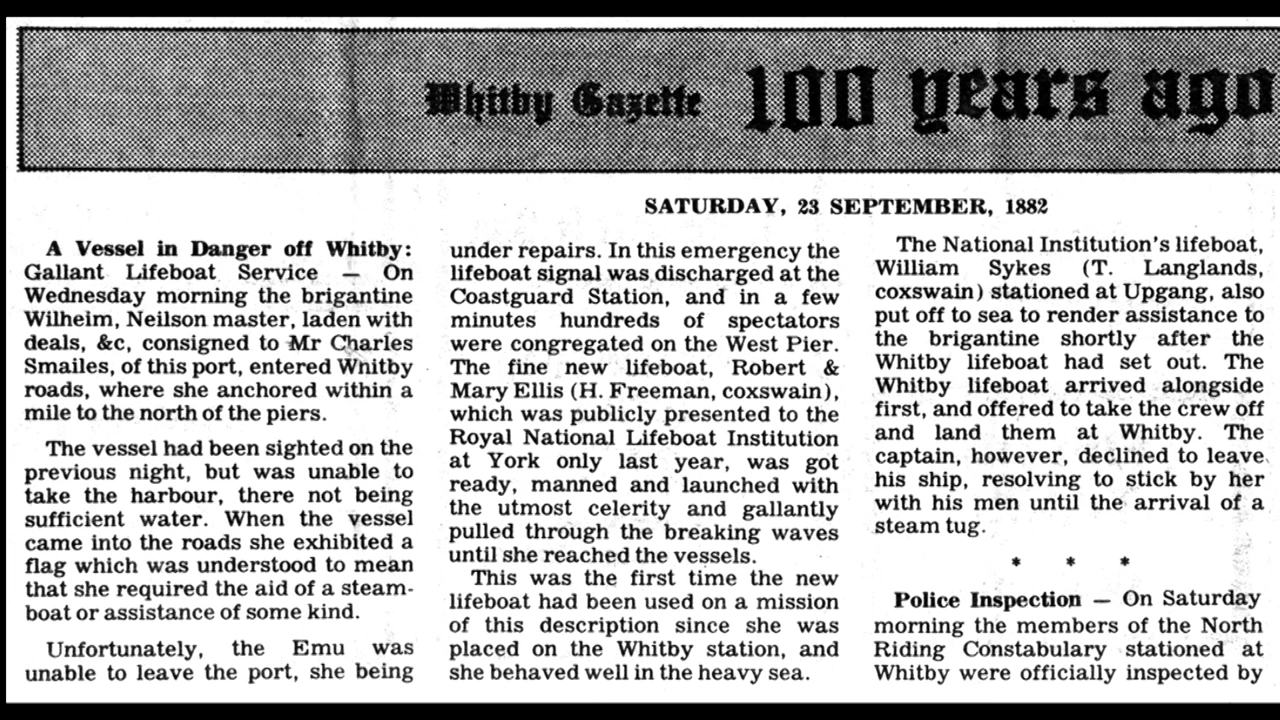 Whitby Gazette 100 years ago
SATURDAY, 23 SEPTEMBER, 1882
A Vessel in Danger off Whitby:
Gallant Lifeboat Service — On
Wednesday morning the brigantine
Wilhelm, Neilson master, laden with
deals, &c, consigned to Mr Charles
Smailes, of this port, entered Whitby
roads, where she anchored within a
mile to the north of the piers.
The vessel had been sighted on the
previous night, but was unable to
take the harbour, there not being
sufficient water. When the vessel
came into the roads she exhibited a
flag which was understood to mean
that she required the aid of a steam-
boat or assistance of some kind.
Unfortunately, the Emu was
unable to leave the port, she being
under repairs. In this emergency the
lifeboat signal was discharged at the
Coastguard Station, and in a few
minutes hundreds of spectators
were congregated on the West Pier.
The fine new lifeboat, Robert &
Mary Ellis (H. Freeman, coxswain),
which was publicly presented to the
Royal National Lifeboat Institution
at York only last year, was got
ready, manned and launched with
the utmost celerity and gallantly
pulled through the breaking waves
until she reached the vessels.
This was the first time the new
lifeboat had been used on a mission
of this description since she was
placed on the Whitby station, and
she behaved well in the heavy sea.
The National Institution's lifeboat,
William Sykes (T. Langlands,
coxswain) stationed at Upgang, also
put off to sea to render assistance to
the brigantine shortly after the
Whitby lifeboat had set out. The
Whitby lifeboat arrived alongside
first, and offered to take the crew off
and land them at Whitby. The
captain, however, declined to leave
his ship, resolving to stick by her
with his men until the arrival of a
steam tug.
* * *
Police Inspection — On Saturday
morning the members of the North
Riding Constabulary stationed at
Whitby were officially inspected by